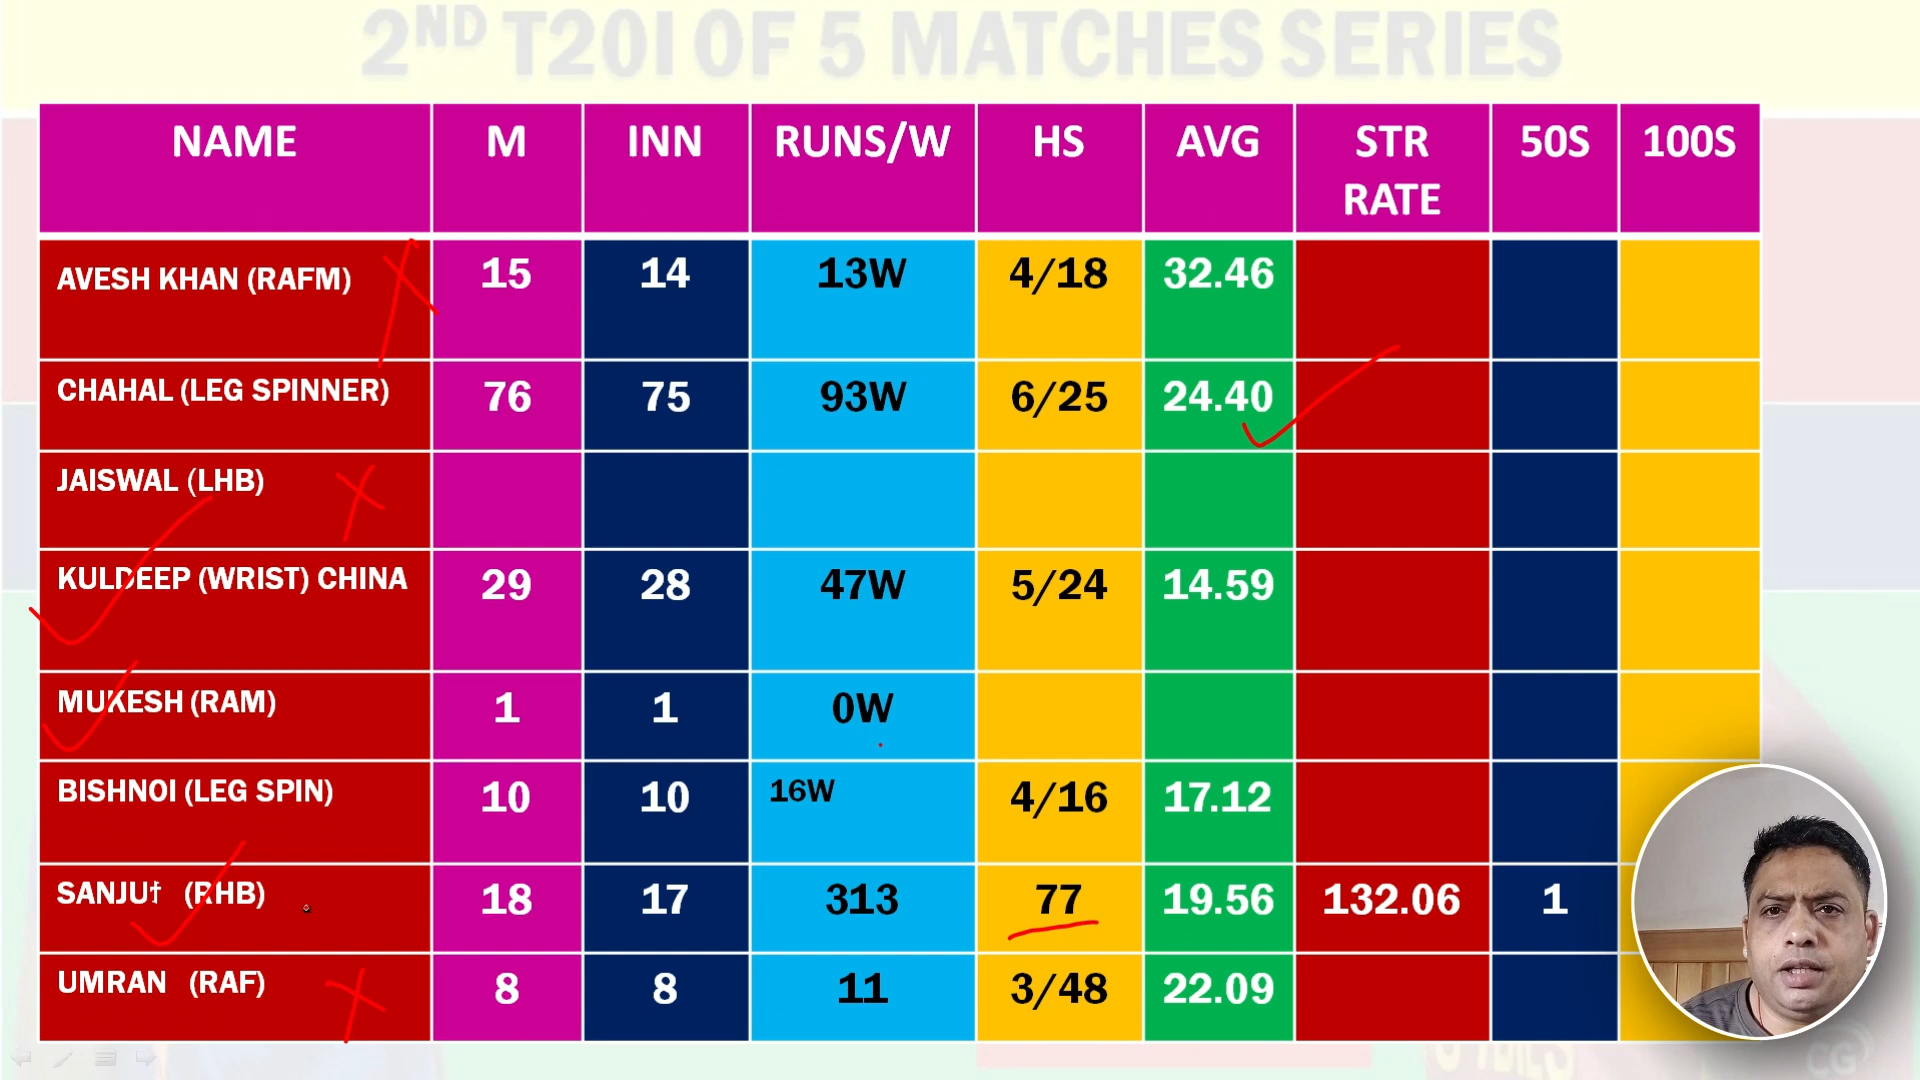 2ND T20I OF 5 MATCHES SERIES
NAME M INN RUNS/W HS AVG STR RATE 50S 100S
AVESH KHAN (RAFM) 15 14 13W 4/18 32.46
CHAHAL (LEG SPINNER) 76 75 93W 6/25 24.40
JAISWAL (LHB)
KULDEEP (WRIST) CHINA 29 28 47W 5/24 14.59
MUKESH (RAM) 1 1 0W
BISHNOI (LEG SPIN) 10 10 16W 4/16 17.12
SANJU† (RHB) 18 17 313 77 19.56 132.06 1
UMRAN (RAF) 8 8 11 3/48 22.09
CG